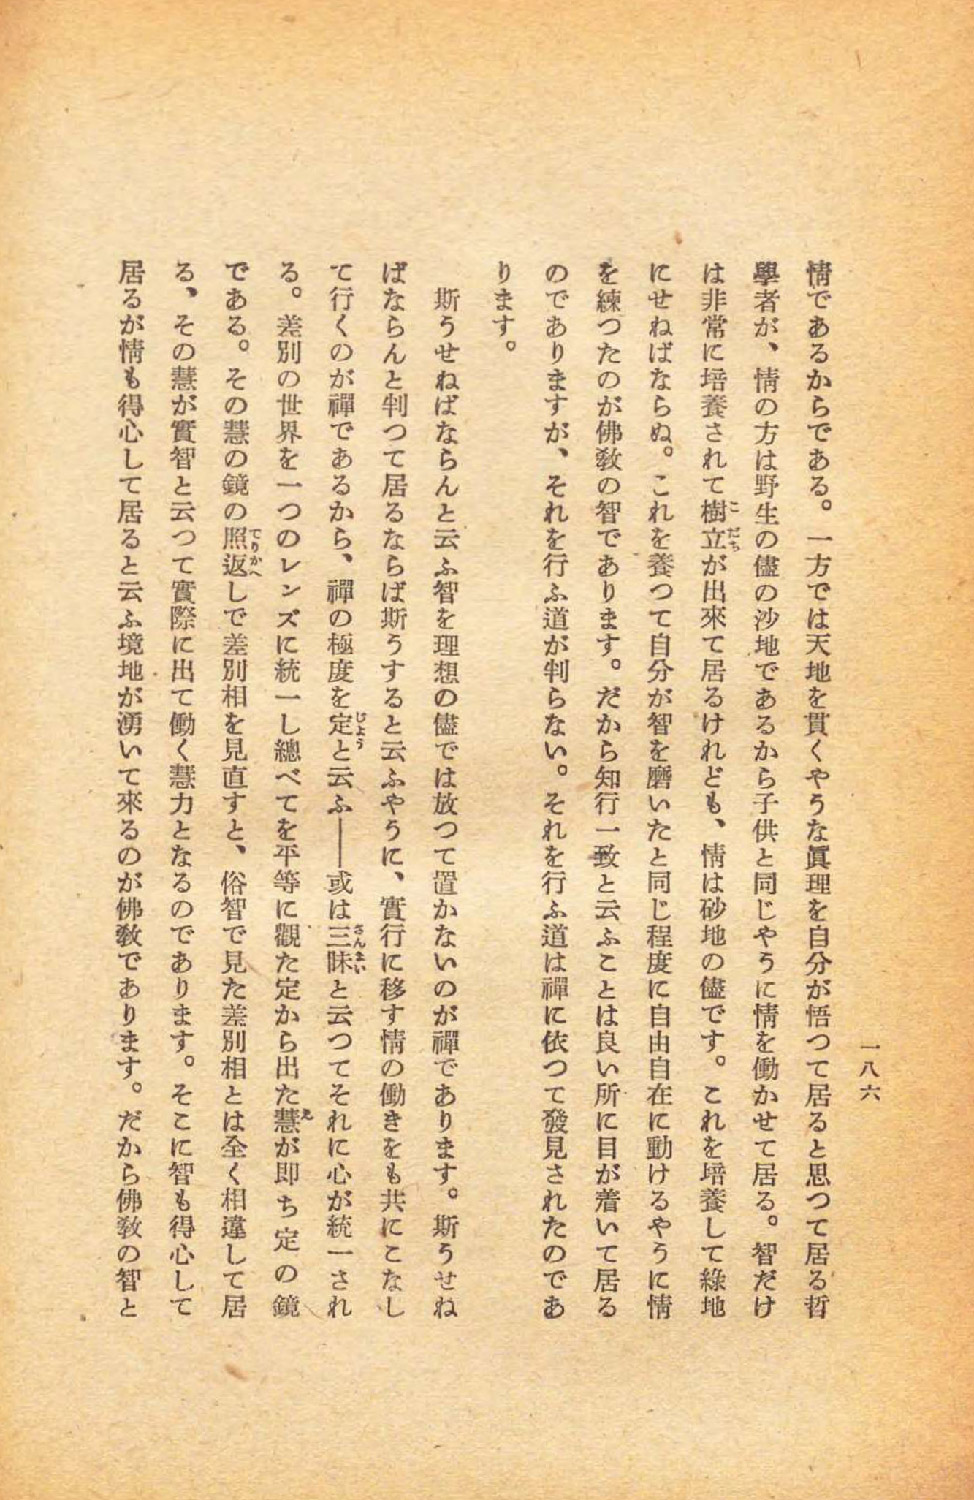 一八六
情であるからである。一方では天地を貫くやうな眞理を自分が悟つて居ると思つて居る哲
學者が、情の方は野生の儘の沙地であるから子供と同じやうに情を働かせて居る。智だけ
は非常に培養されて樹立が出來て居るけれども、情は砂地の儘です。これを培養して綠地
にせねばならぬ。これを養つて自分が智を磨いたと同じ程度に自由自在に動けるやうに情
を練つたのが佛敎の智であります。だから知行一致と云ふことは良い所に目が着いて居る
のでありますが、それを行ふ道が判らない。それを行ふ道は禪に依つて發見されたのであ
ります。
斯うせねばならんと云ふ智を理想の儘では放つて置かないのが禪であります。斯うせね
ばならんと判つて居るならば斯うすると云ふやうに、實行に移す情の働きをも共にこなし
て行くのが禪であるから、禪の極度を定と云ふ――或は三昧と云つてそれに心が統一され
る。差別の世界を一つのレンズに統一し總べてを平等に觀た定から出た慧が即ち定の鏡
である。その慧の鏡の照返しで差別相を見直すと、俗智で見た差別相とは全く相違して居
る、その慧が實智と云つて實際に出て働く慧力となるのであります。そこに智も得心して
居るが情も得心して居ると云ふ境地が湧いて來るのが佛敎であります。だから佛敎の智と